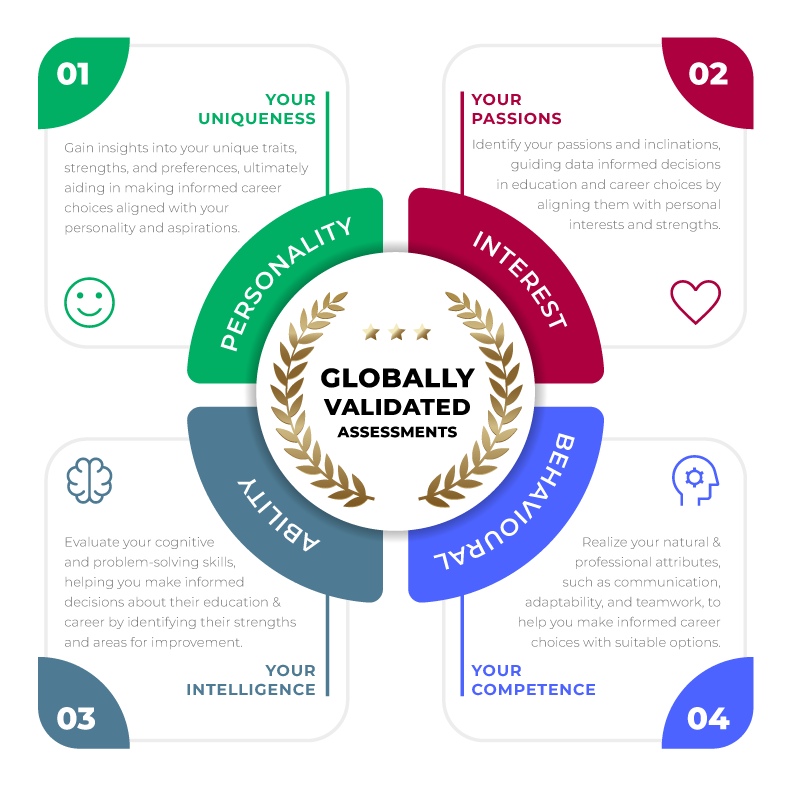 01
YOUR
UNIQUENESS
Gain insights into your unique traits,
strengths, and preferences, ultimately
aiding in making informed career
choices aligned with your
personality and aspirations.
PERSONALITY
02
YOUR
PASSIONS
Identify your passions and inclinations,
guiding data informed decisions
in education and career choices by
aligning them with personal
interests and strengths.
INTEREST
GLOBALLY
VALIDATED
ASSESSMENTS
ABILITY
Evaluate your cognitive
and problem-solving skills,
helping you make informed
decisions about their education &
career by identifying their strengths
and areas for improvement.
YOUR
INTELLIGENCE
03
BEHAVIOURAL
Realize your natural &
professional attributes,
such as communication,
adaptability, and teamwork, to
help you make informed career
choices with suitable options.
YOUR
COMPETENCE
04